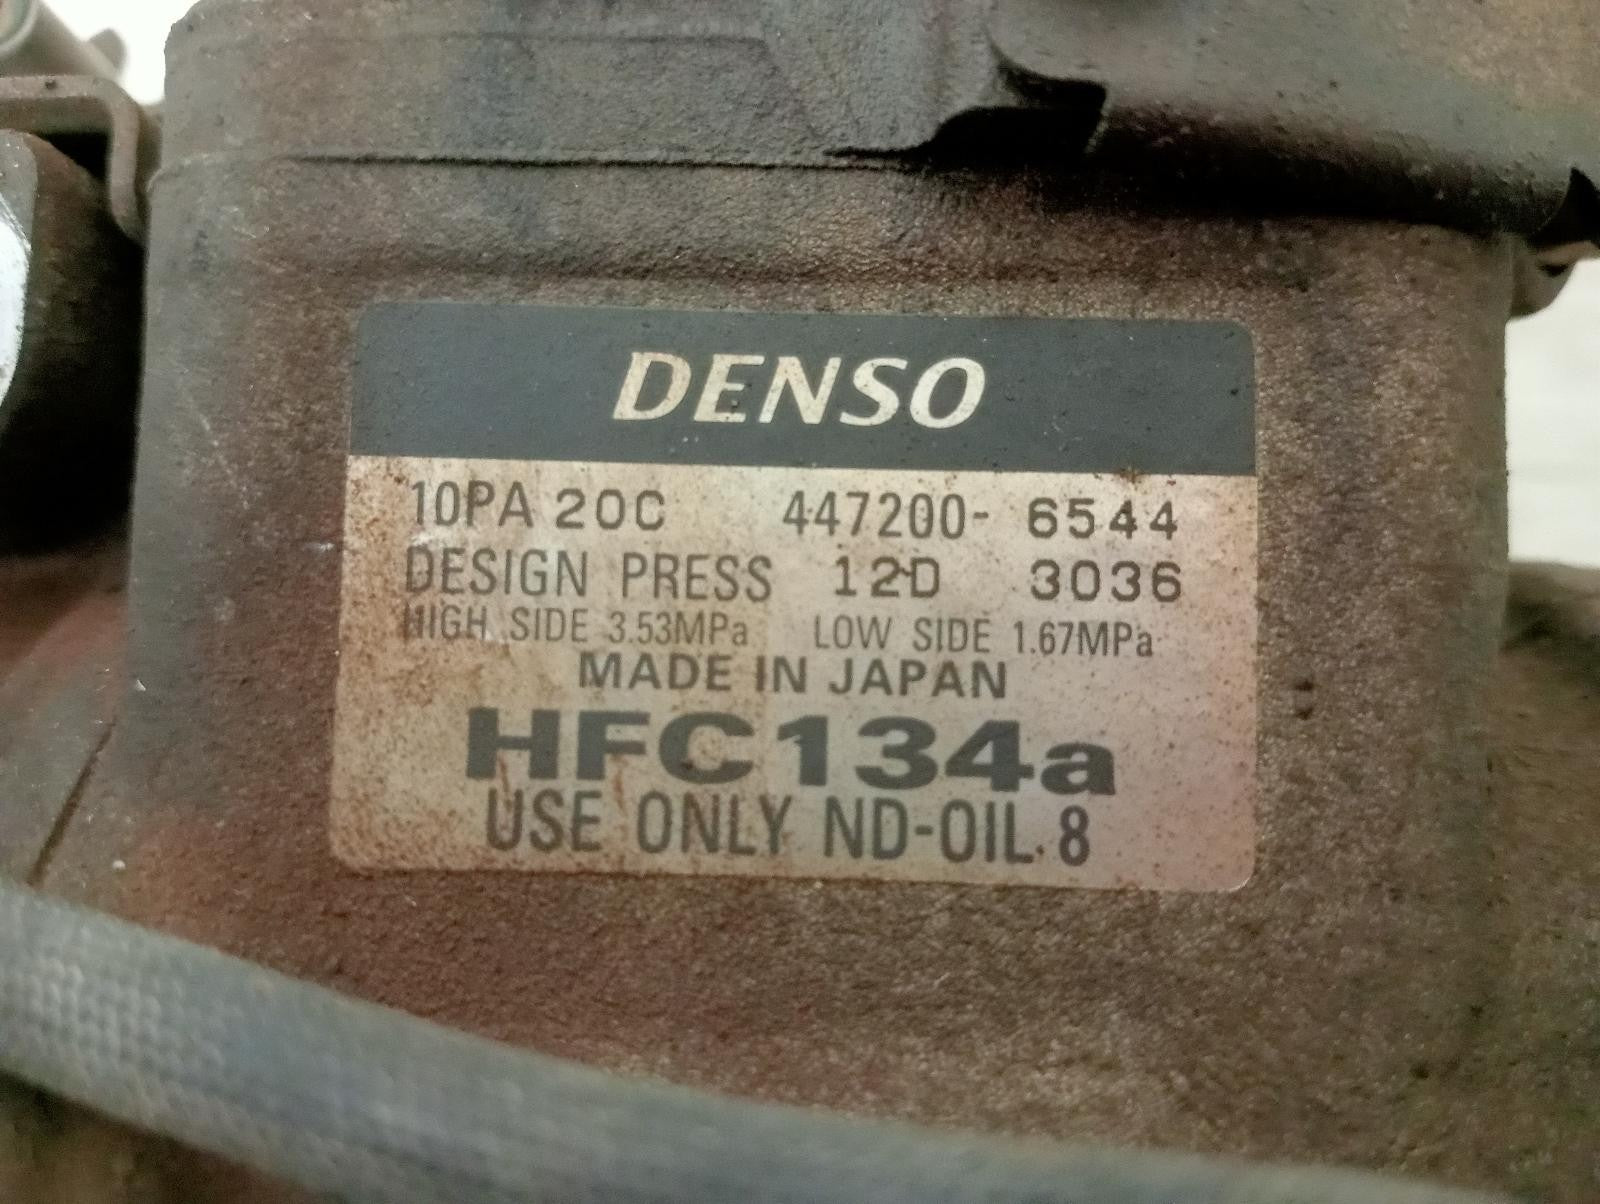 DENSO
10PA 20C 447200- 6544
DESIGN PRESS 12D 3036
HIGH SIDE 3.53MPa LOW SIDE 1.67MPa
MADE IN JAPAN
HFC134a
USE ONLY ND-OIL 8